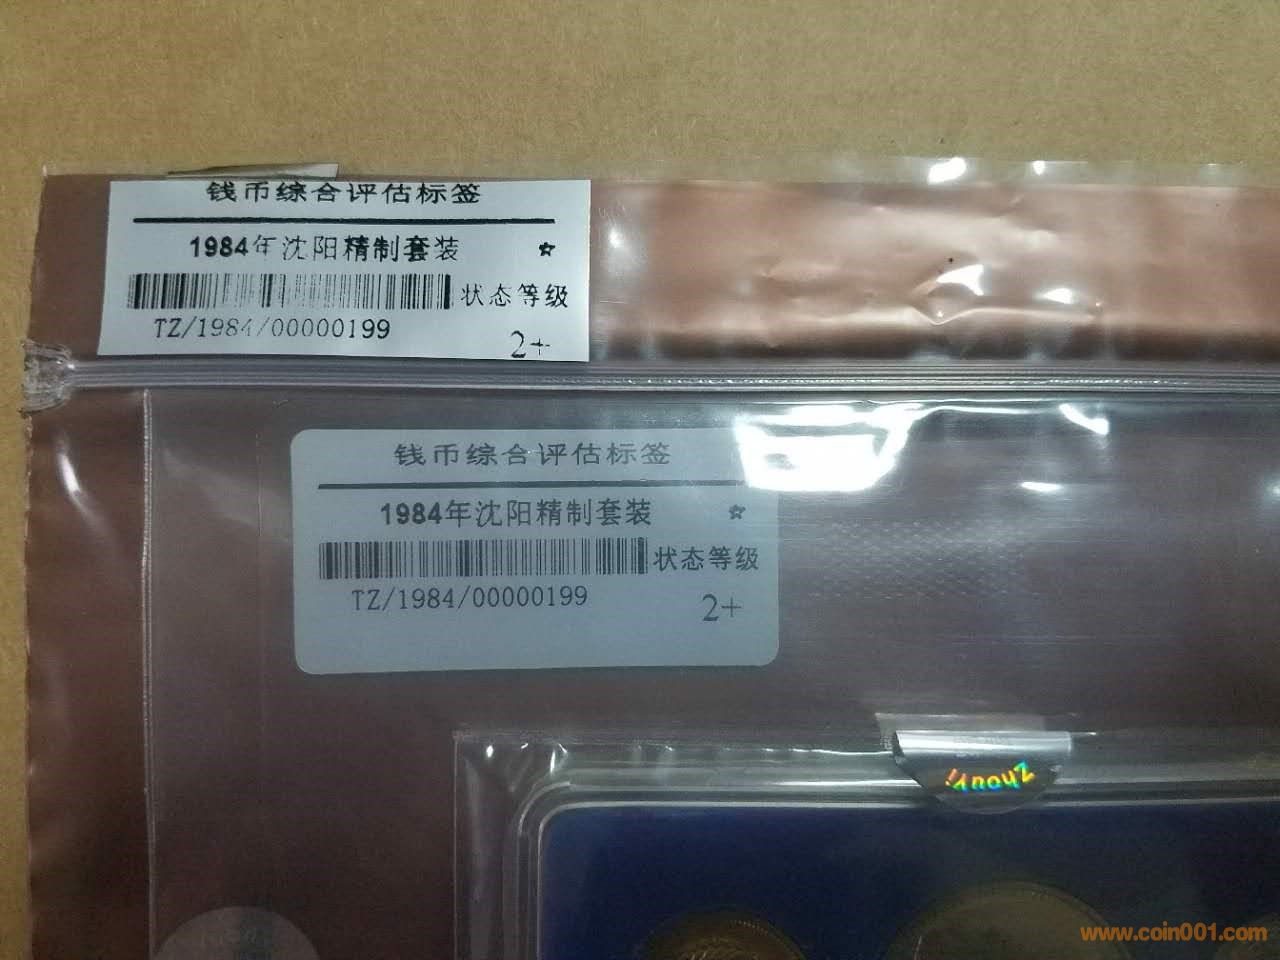 钱币综合评估标签
1984年沈阳精制套装
状态等级
TZ/1984/00000199
2+
钱币综合评估标签
1984年沈阳精制套装
状态等级
TZ/1984/00000199
2+
ZhouYi
www.coin001.com